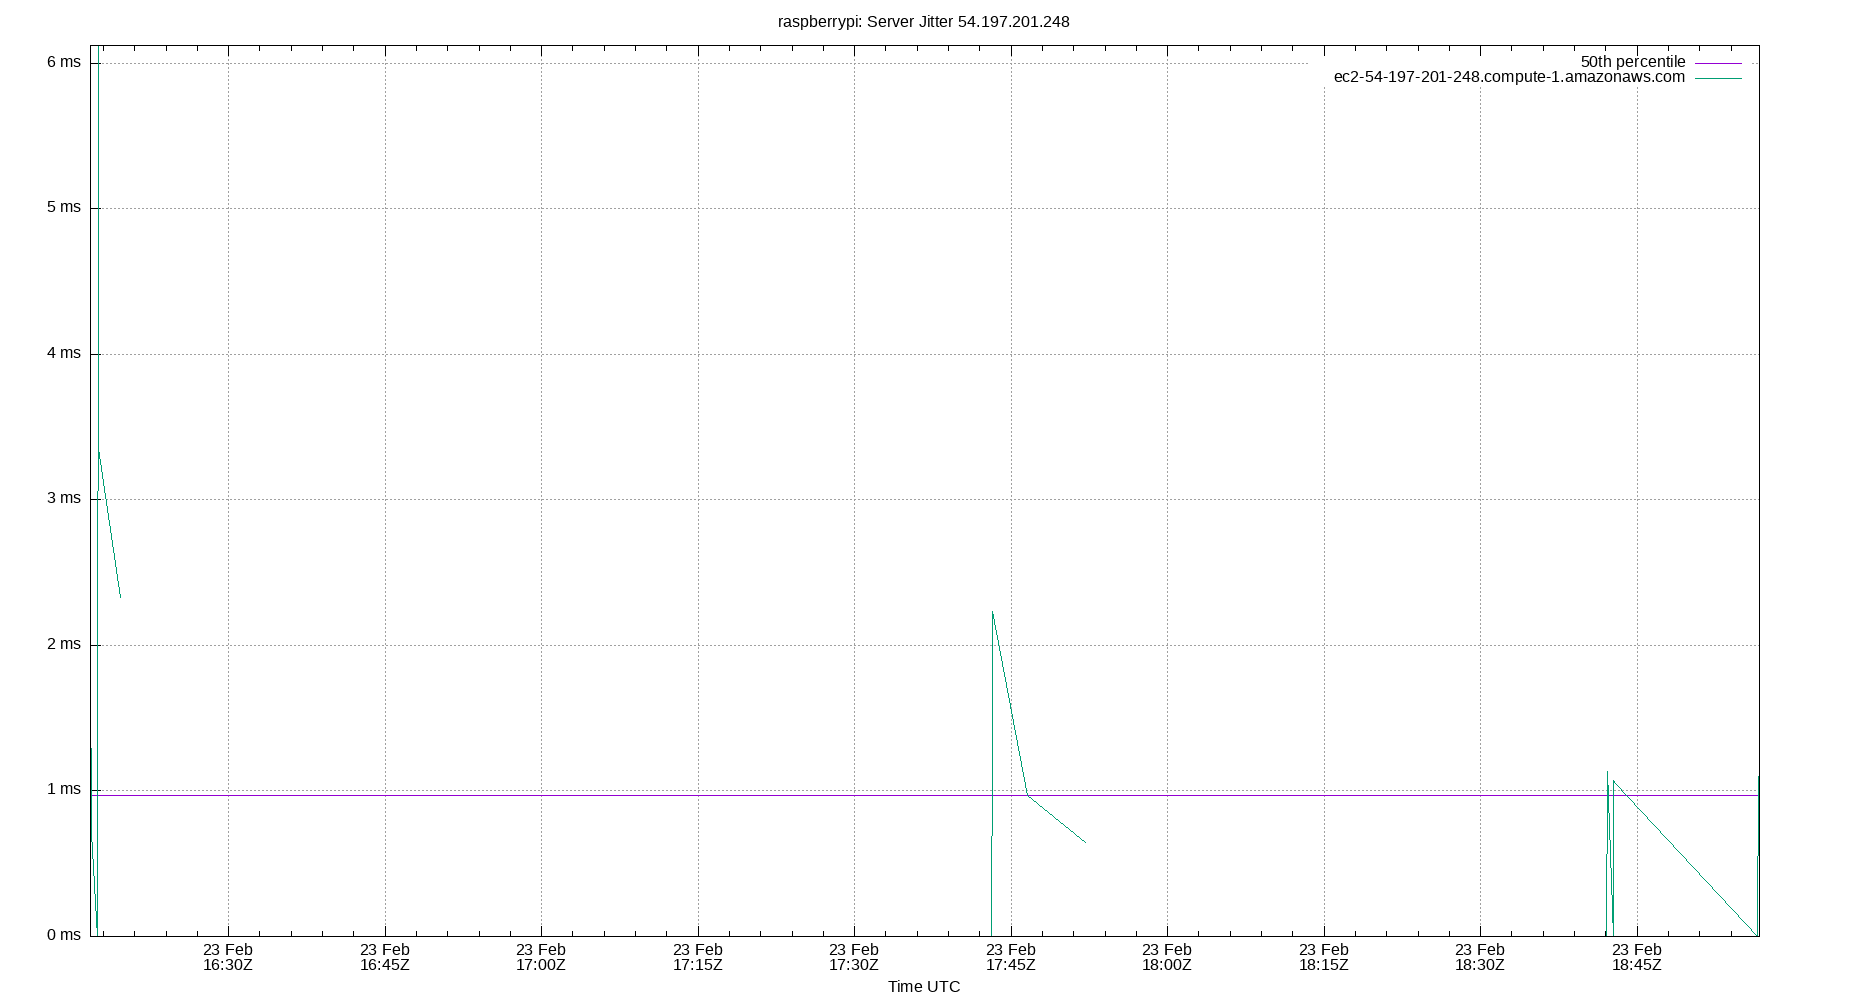 raspberrypi: Server Jitter 54.197.201.248
6 ms
50th percentile
ec2-54-197-201-248.compute-1.amazonaws.com
5 ms
4 ms
3 ms
2 ms
1 ms
0 ms
23 Feb 23 Feb 23 Feb 23 Feb 23 Feb 23 Feb 23 Feb 23 Feb 23 Feb 23 Feb
16:30Z 16:45Z 17:00Z 17:15Z 17:30Z 17:45Z 18:00Z 18:15Z 18:30Z 18:45Z
Time UTC